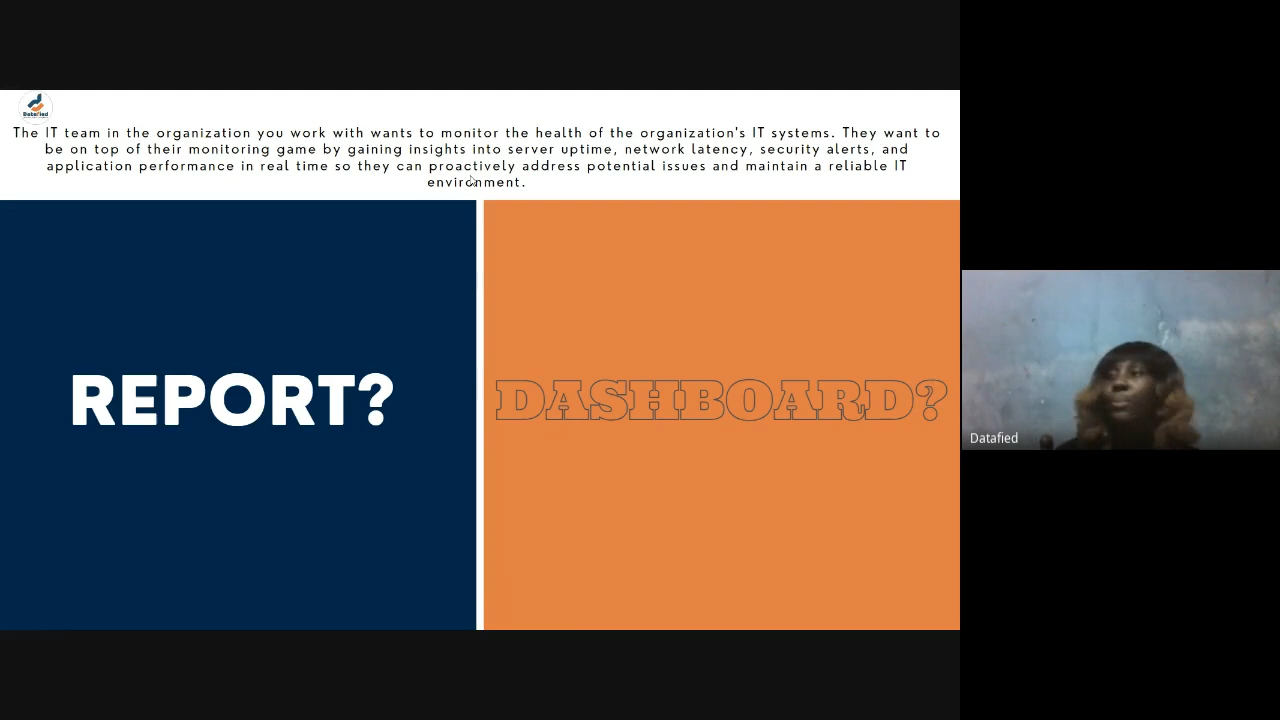 Datafied
The IT team in the organization you work with wants to monitor the health of the organization's IT systems. They want to
be on top of their monitoring game by gaining insights into server uptime, network latency, security alerts, and
application performance in real time so they can proactively address potential issues and maintain a reliable IT
environment.
REPORT?
DASHBOARD?
Datafied